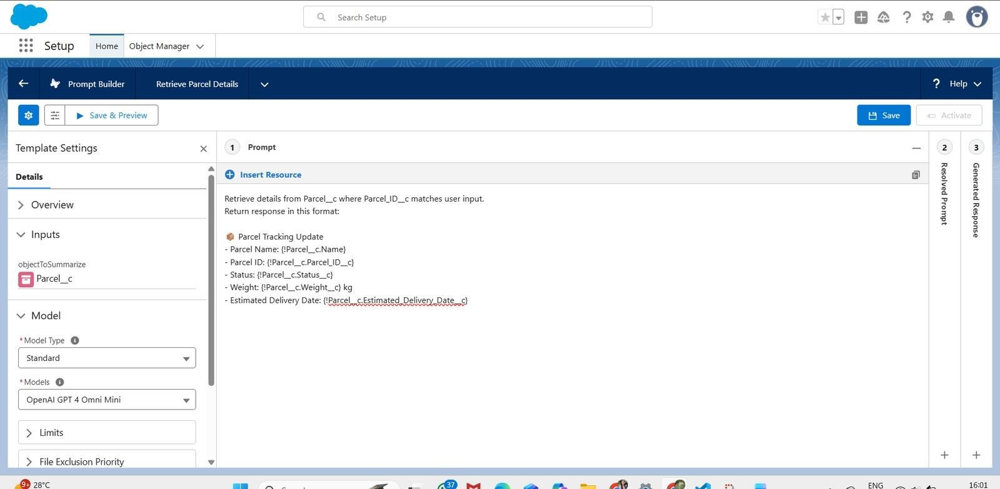 Search Setup
Setup
Home
Object Manager
Prompt Builder
Retrieve Parcel Details
? Help
Save & Preview
Save
Activate
Template Settings
Details
Overview
Inputs
objectToSummarize
Parcel__c
Model
*Model Type
Standard
*Models
OpenAI GPT 4 Omni Mini
Limits
File Exclusion Priority
1 Prompt
Insert Resource
Retrieve details from Parcel__c where Parcel_ID__c matches user input.
Return response in this format:
📦 Parcel Tracking Update
- Parcel Name: {!Parcel__c.Name}
- Parcel ID: {!Parcel__c.Parcel_ID__c}
- Status: {!Parcel__c.Status__c}
- Weight: {!Parcel__c.Weight__c} kg
- Estimated Delivery Date: {!Parcel__c.Estimated_Delivery_Date__c}
2
Resolved Prompt
3
Generated Response
9+
28°C
37
ENG
16:01